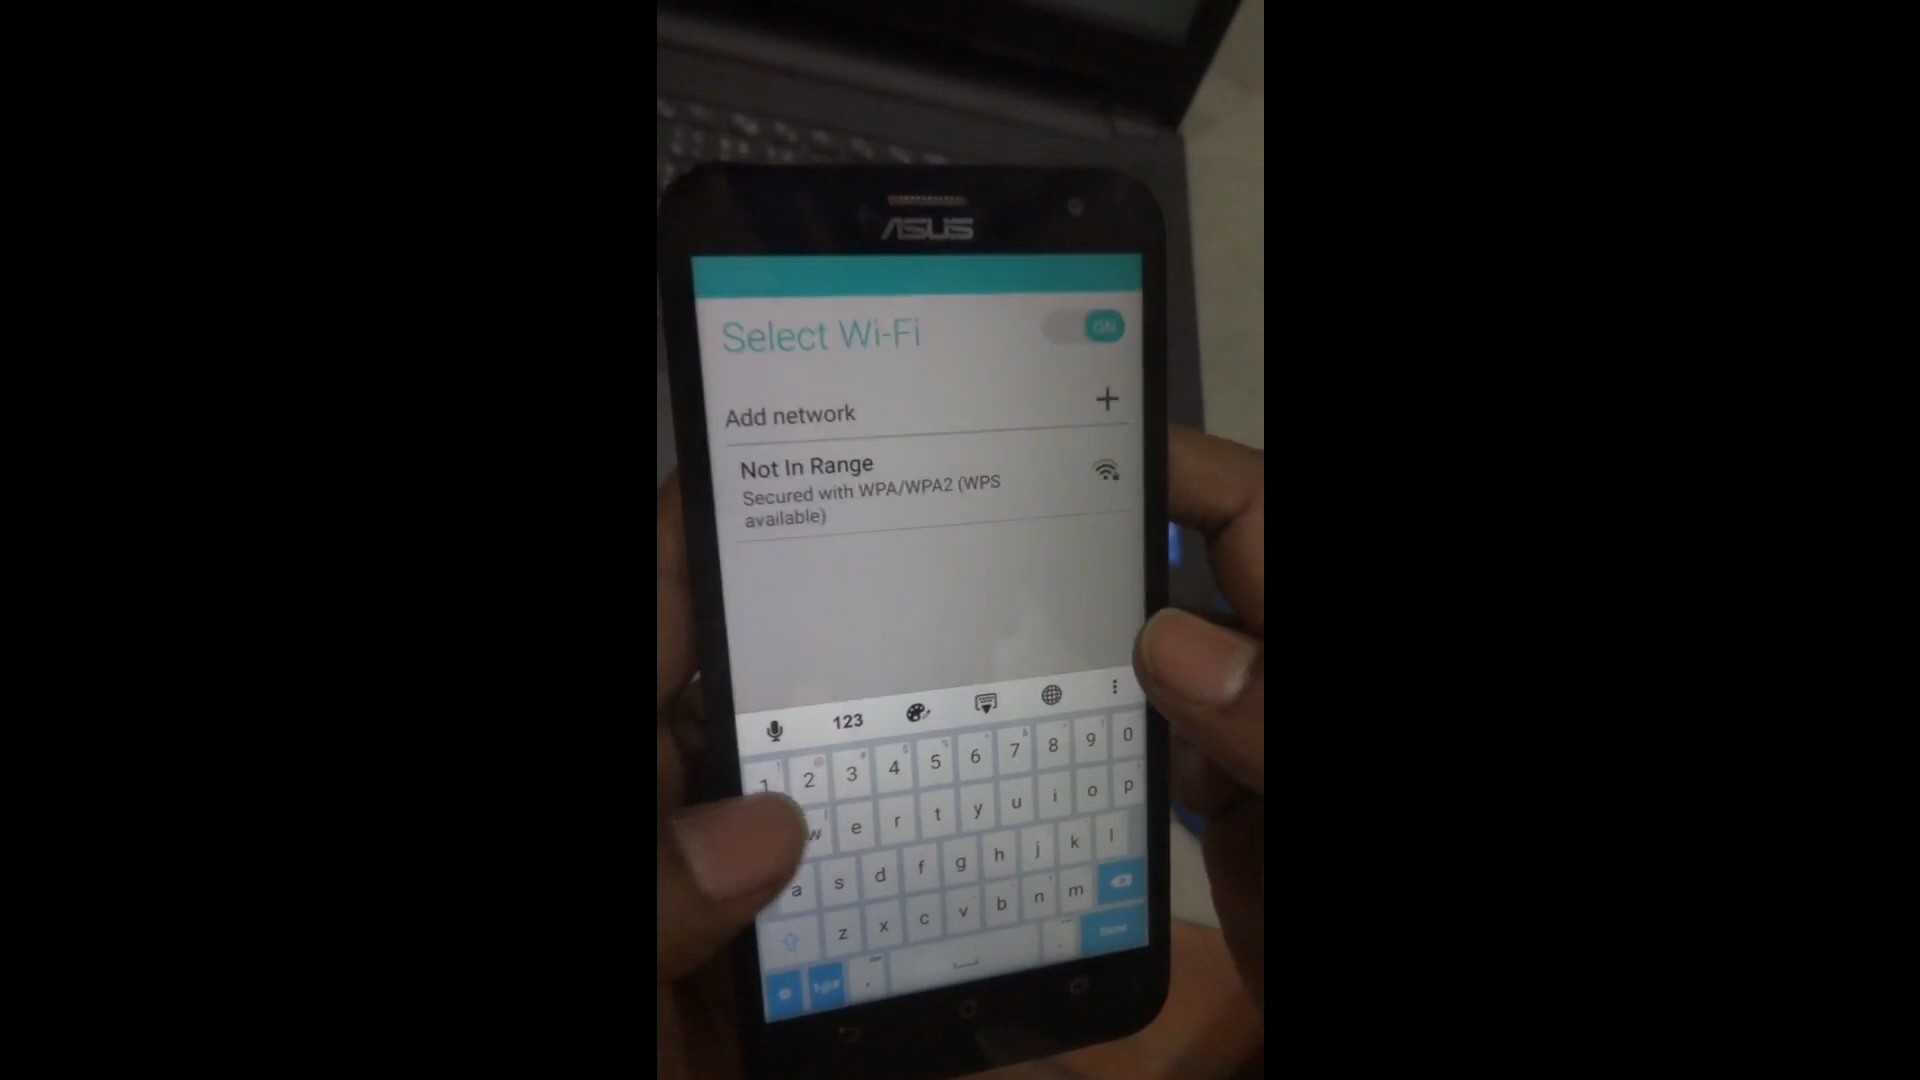 ASUS
Select Wi-Fi
ON
Add network
Not In Range
Secured with WPA/WPA2 (WPS
available)
123
1 2 3 4 5 6 7 8 9 0
w e r t y u i o p
a s d f g h j k l
z x c v b n m
, .
Done